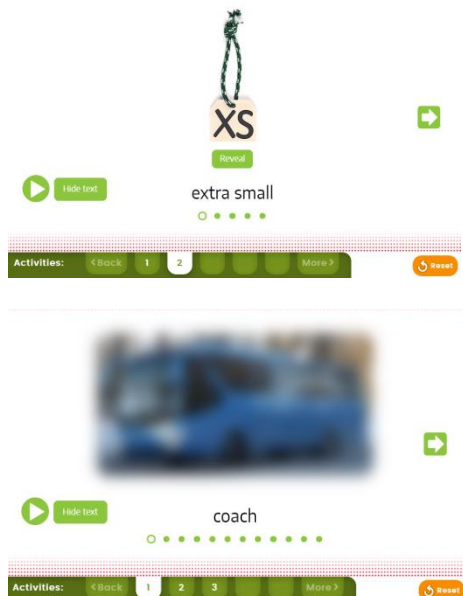 XS
Reveal
Hide text
extra small
Activities: <Back 1 2 More > Reset
Hide text
coach
Activities: <Back 1 2 3 More > Reset